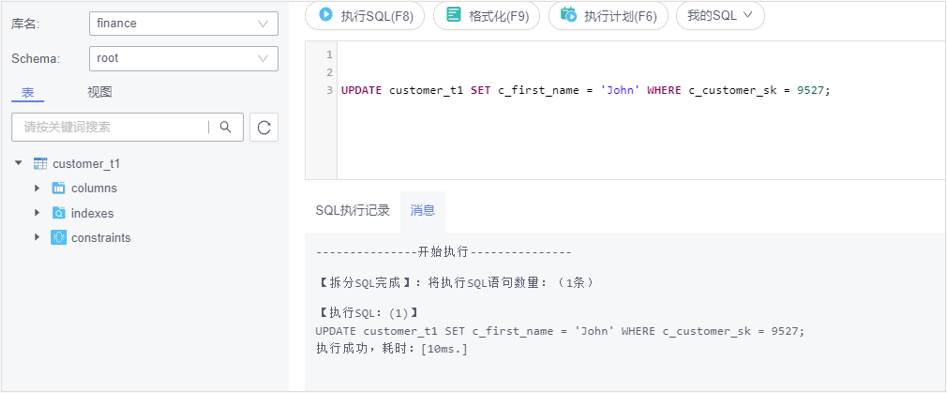 库名:
finance
Schema:
root
表
视图
请按关键词搜索
customer_t1
columns
indexes
constraints
执行SQL(F8)
格式化(F9)
执行计划(F6)
我的SQL
1
2
3 UPDATE customer_t1 SET c_first_name = 'John' WHERE c_customer_sk = 9527;
SQL执行记录
消息
---------------开始执行---------------
【拆分SQL完成】：将执行SQL语句数量：（1条）
【执行SQL：(1)】
UPDATE customer_t1 SET c_first_name = 'John' WHERE c_customer_sk = 9527;
执行成功，耗时：[10ms.]